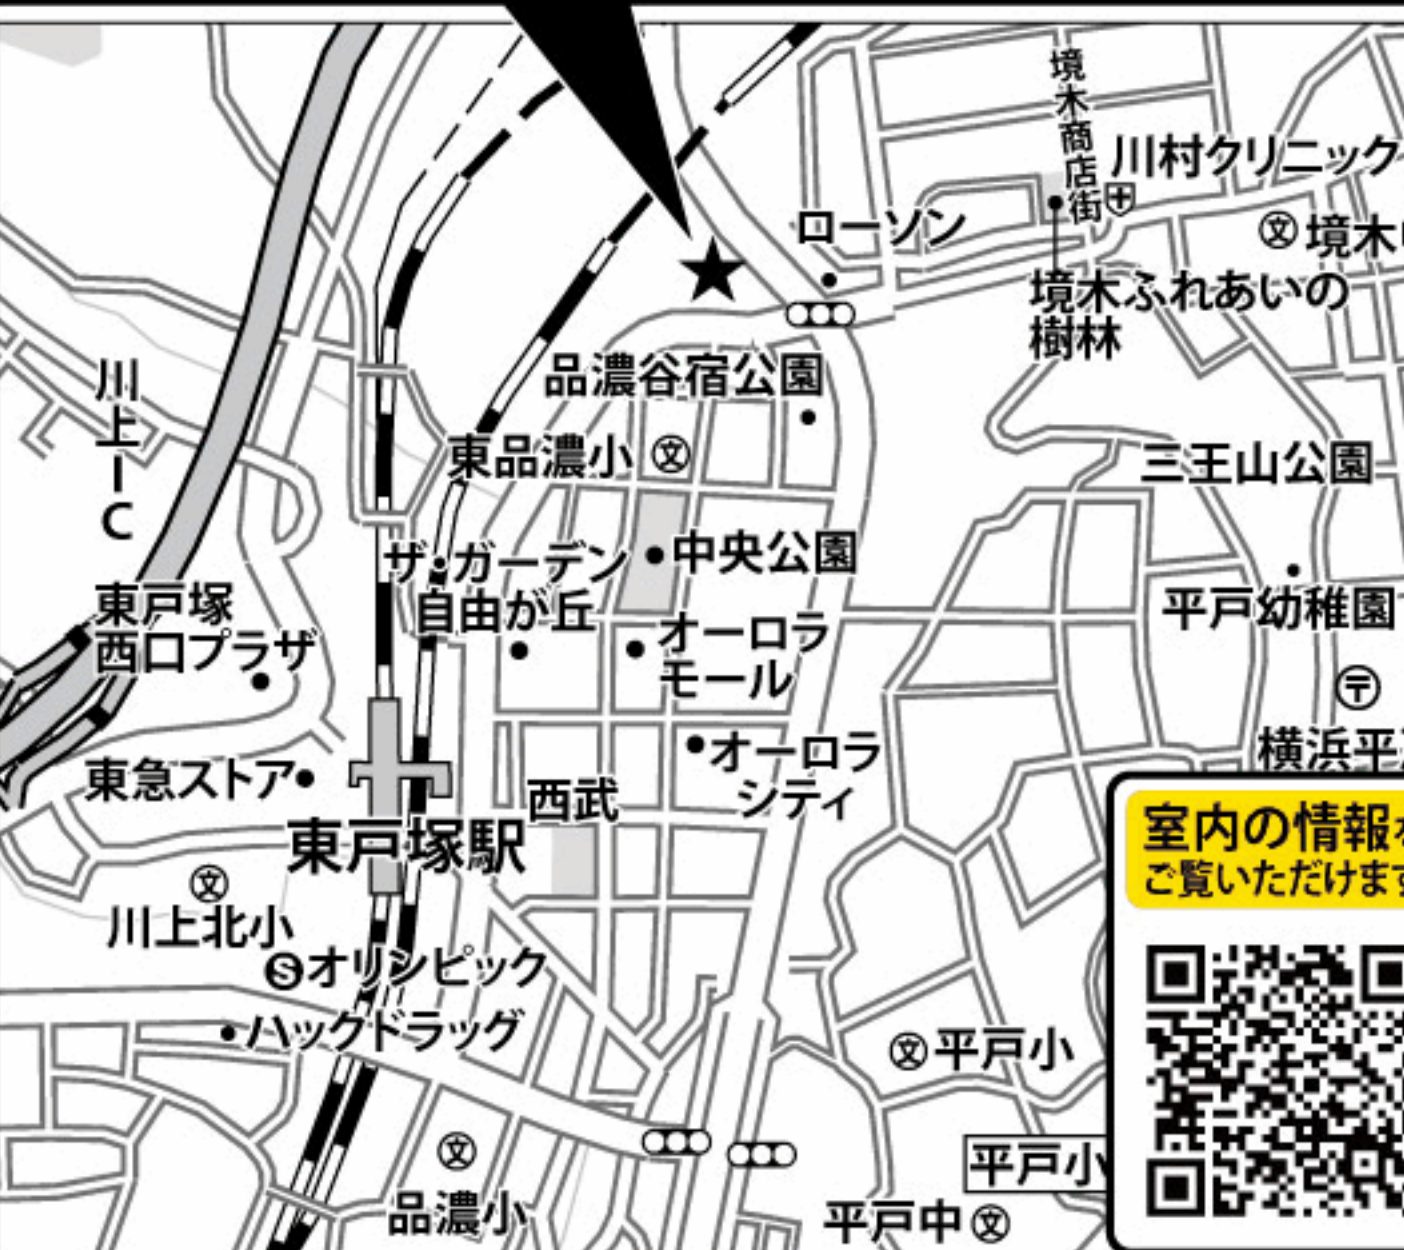 境木商店街
川村クリニック
ローソン
境木
境木ふれあいの
樹林
品濃谷宿公園
川上IC
東品濃小
三王山公園
ザ・ガーデン
自由が丘
中央公園
東戸塚
西口プラザ
平戸幼稚園
オーロラ
モール
オーロラ
シティ
横浜平
東急ストア
西武
東戸塚駅
室内の情報
ご覧いただけます
川上北小
Sオリンピック
ハックドラッグ
平戸小
平戸小
品濃小
平戸中